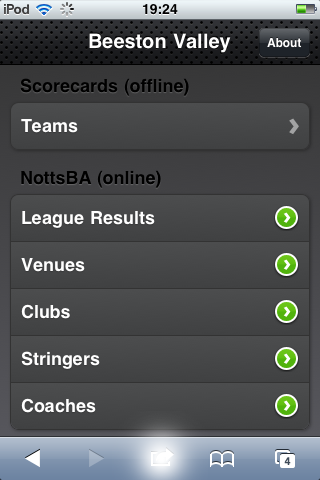 iPod 19:24
Beeston Valley About
Scorecards (offline)
Teams
NottsBA (online)
League Results
Venues
Clubs
Stringers
Coaches
4